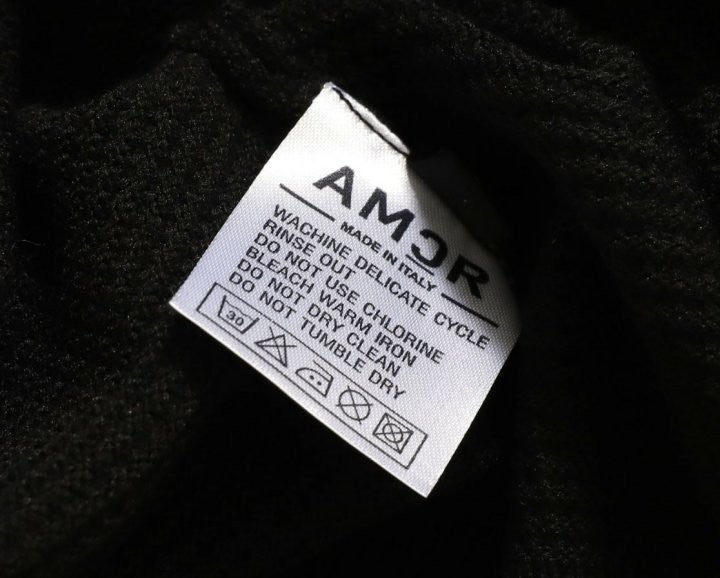 AMƆR
MADE IN ITALY
WACHINE DELICATE CYCLE
RINSE OUT
DO NOT USE CHLORINE
BLEACH WARM IRON
DO NOT DRY CLEAN
DO NOT TUMBLE DRY
30